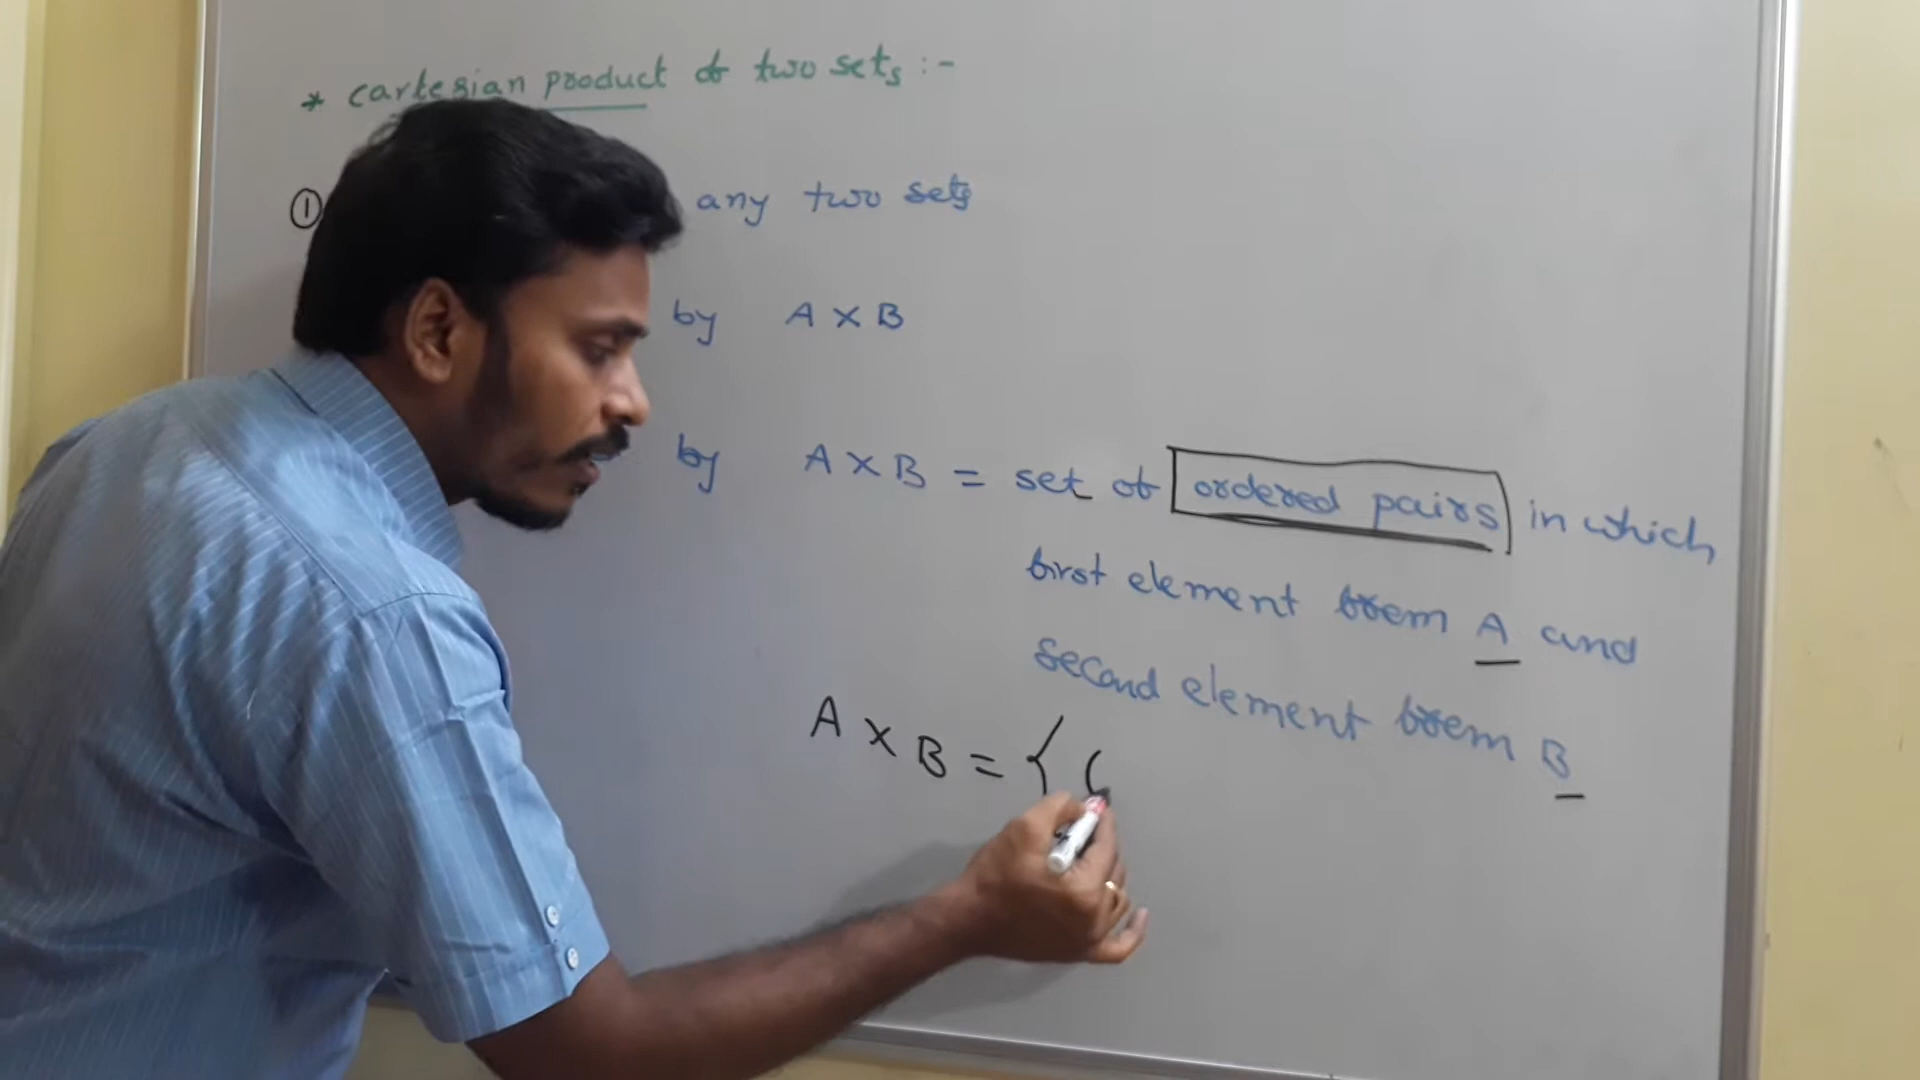 * cartesian product of two sets :-
① any two sets
by A × B
by A × B = set of ordered pairs in which
first element from A and
second element from B
A × B = { (